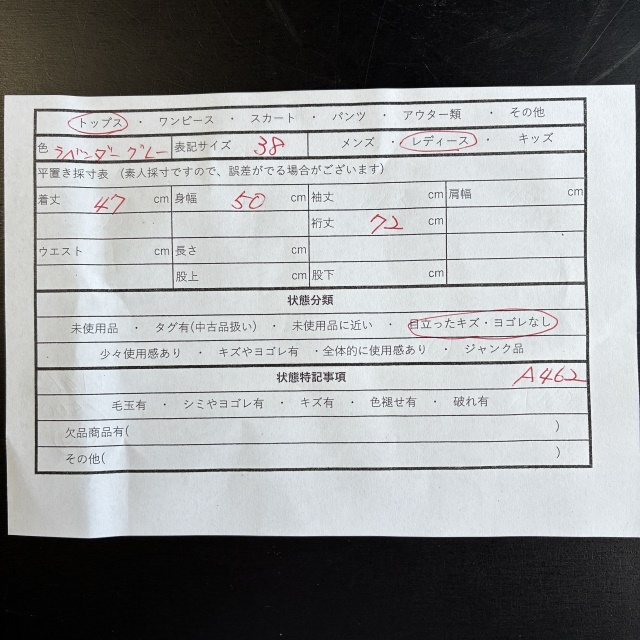 トップス ・ ワンピース ・ スカート ・ パンツ ・ アウター類 ・ その他
色 ラベンダーグレー 表記サイズ 38 メンズ ・ レディース ・ キッズ
平置き採寸表 (素人採寸ですので、誤差がでる場合がございます)
着丈 47 cm 身幅 50 cm 袖丈 cm 肩幅 cm
裄丈 72 cm
ウエスト cm 長さ cm
股上 cm 股下 cm
状態分類
未使用品 ・ タグ有(中古品扱い) ・ 未使用品に近い ・ 目立ったキズ・ヨゴレなし
少々使用感あり ・ キズやヨゴレ有 ・全体的に使用感あり ・ ジャンク品
状態特記事項 A462
毛玉有 ・ シミやヨゴレ有 ・ キズ有 ・ 色褪せ有 ・ 破れ有
欠品商品有( )
その他( )